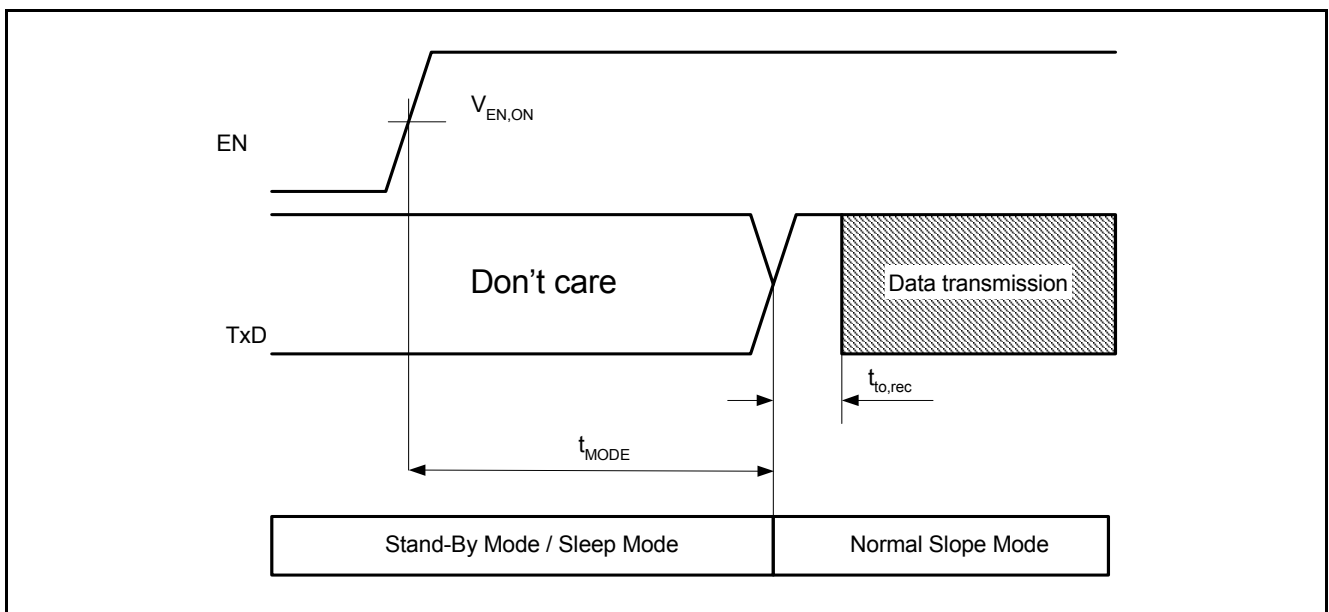 V_EN,ON
EN
Don't care
Data transmission
TxD
t_to,rec
t_MODE
Stand-By Mode / Sleep Mode
Normal Slope Mode